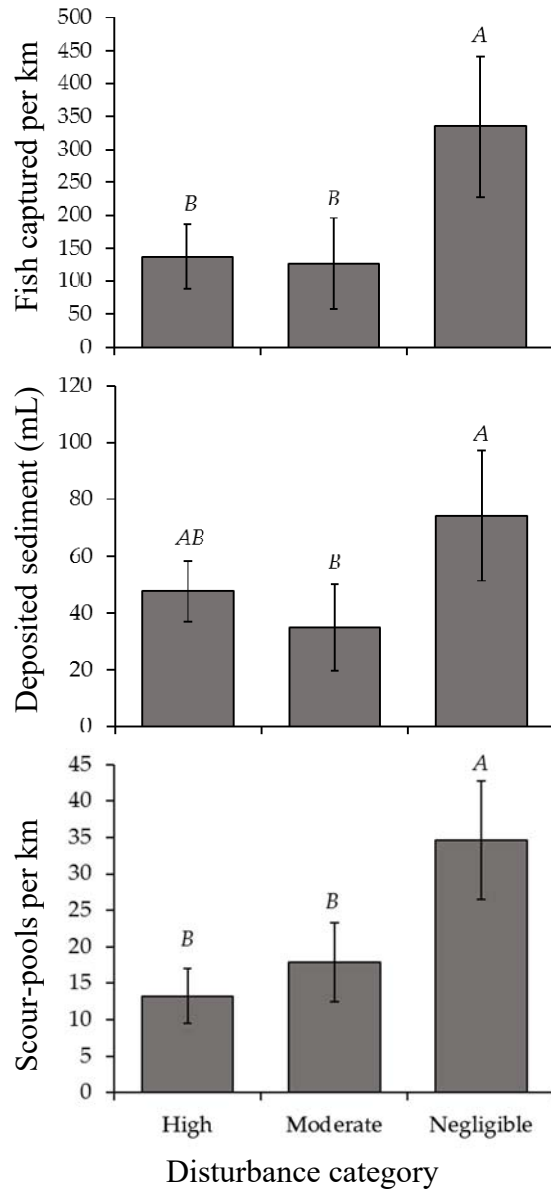 Fish captured per km
500
450
400
350
300
250
200
150
100
50
0
B
B
A
Deposited sediment (mL)
120
100
80
60
40
20
0
AB
B
A
Scour-pools per km
45
40
35
30
25
20
15
10
5
0
B
B
A
High Moderate Negligible
Disturbance category